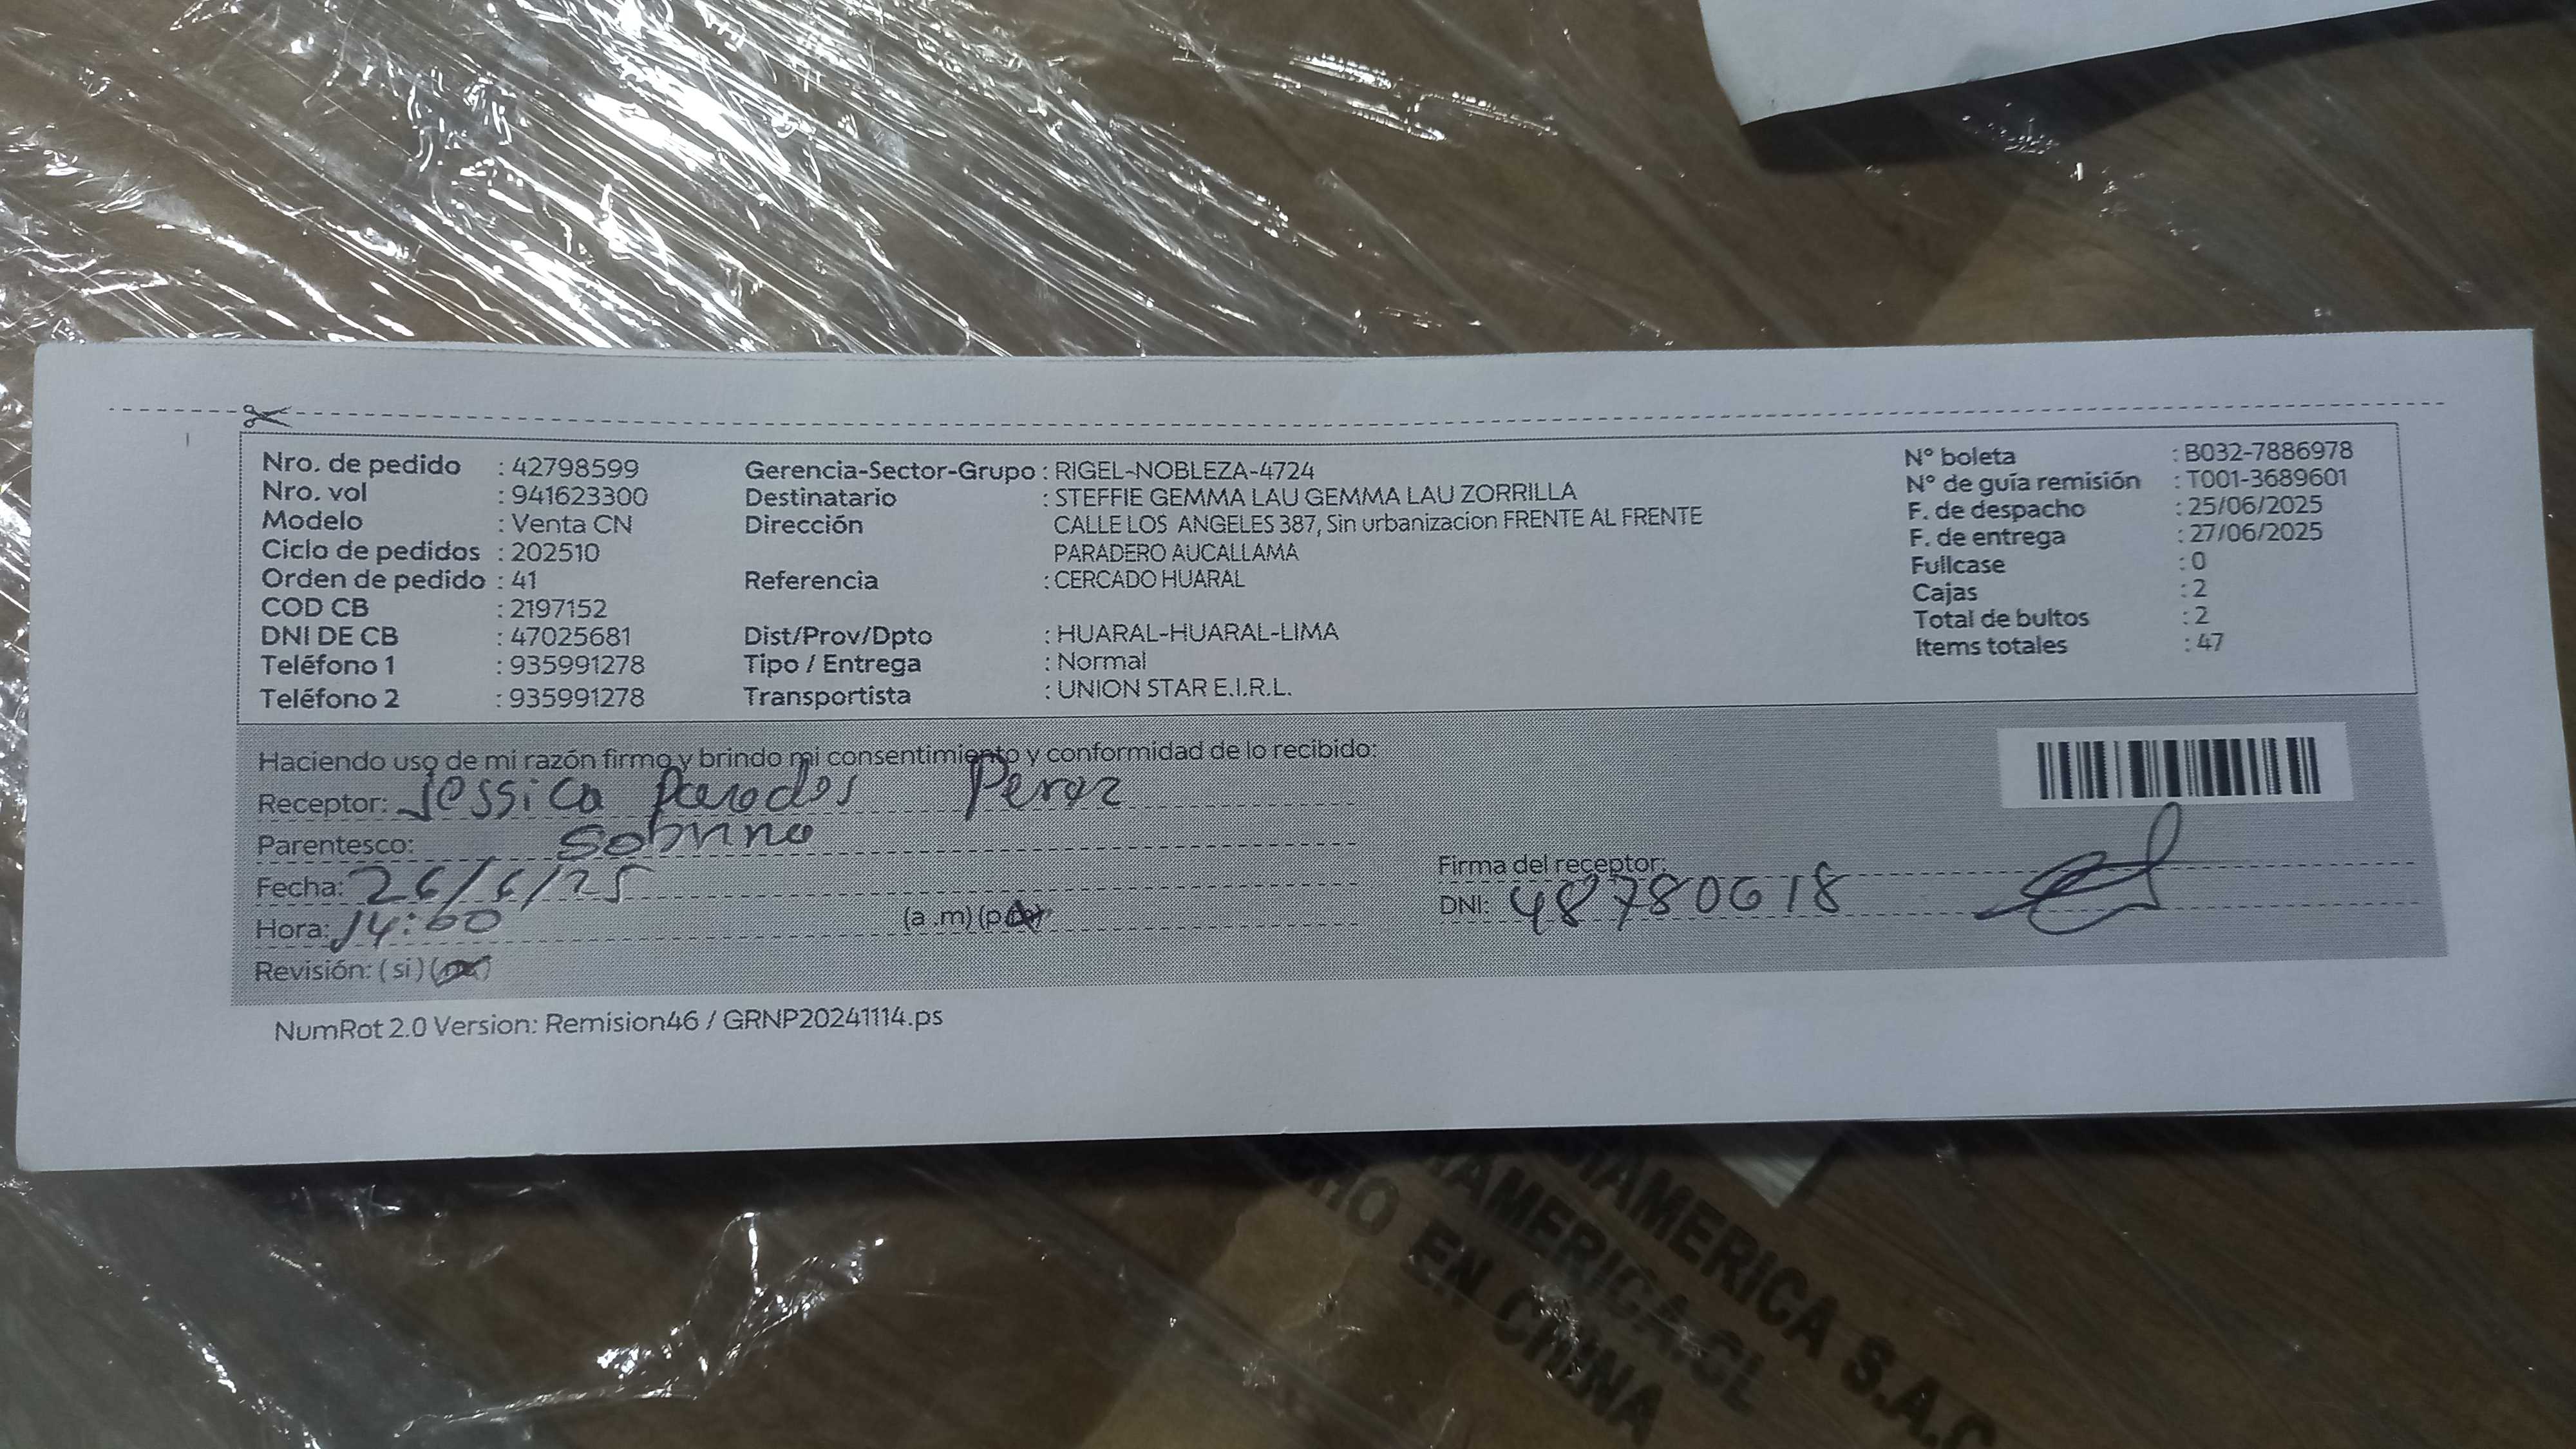 Nro. de pedido : 42798599
Nro. vol : 941623300
Modelo : Venta CN
Ciclo de pedidos : 202510
Orden de pedido : 41
COD CB : 2197152
DNI DE CB : 47025681
Teléfono 1 : 935991278
Teléfono 2 : 935991278
Gerencia-Sector-Grupo : RIGEL-NOBLEZA-4724
Destinatario : STEFFIE GEMMA LAU GEMMA LAU ZORRILLA
Dirección CALLE LOS ANGELES 387, Sin urbanizacion FRENTE AL FRENTE
PARADERO AUCALLAMA
Referencia : CERCADO HUARAL
Dist/Prov/Dpto : HUARAL-HUARAL-LIMA
Tipo / Entrega : Normal
Transportista : UNION STAR E.I.R.L.
N° boleta : B032-7886978
N° de guía remisión : T001-3689601
F. de despacho : 25/06/2025
F. de entrega : 27/06/2025
Fullcase : 0
Cajas : 2
Total de bultos : 2
Items totales : 47
Haciendo uso de mi razón firmo y brindo mi consentimiento y conformidad de lo recibido:
Receptor: Jessica Perez
Parentesco:
Fecha: 26/6/25
Hora: 14:00 (a .m) (p
Revisión: ( si ) (
Firma del receptor:
DNI: 48780618
NumRot 2.0 Version: Remision46 / GRNP20241114.ps
AMERICA S.A.C
IAMERICA.CL
CHO EN CHINA